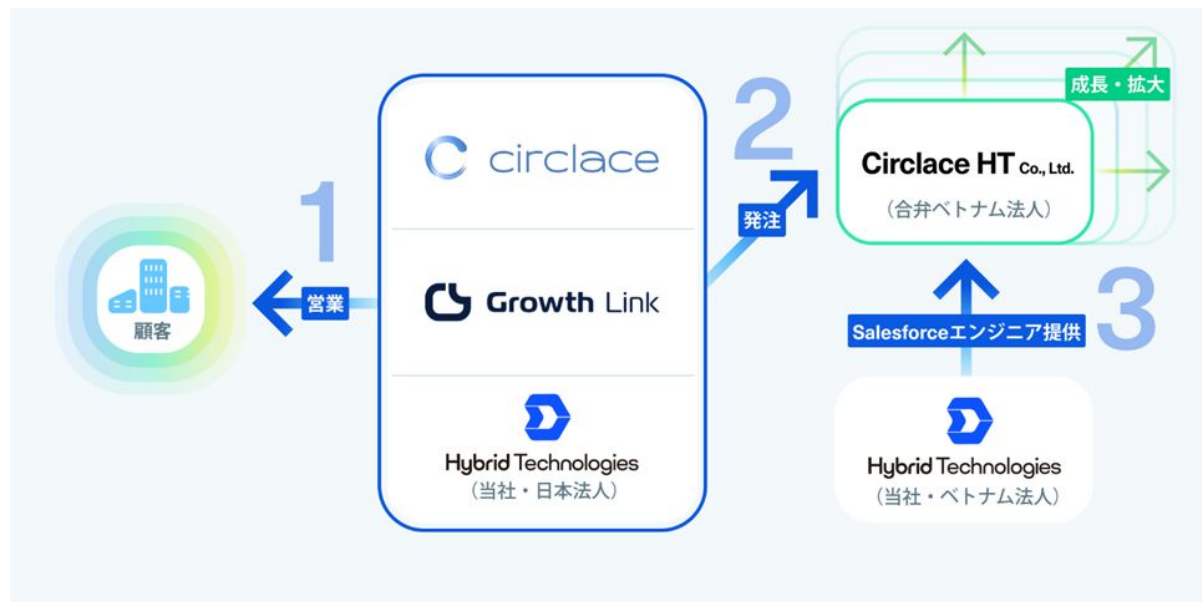 1
営業
顧客
circlace
Growth Link
Hybrid Technologies
（当社・日本法人）
2
発注
成長・拡大
Circlace HT Co., Ltd.
（合弁ベトナム法人）
3
Salesforceエンジニア提供
Hybrid Technologies
（当社・ベトナム法人）